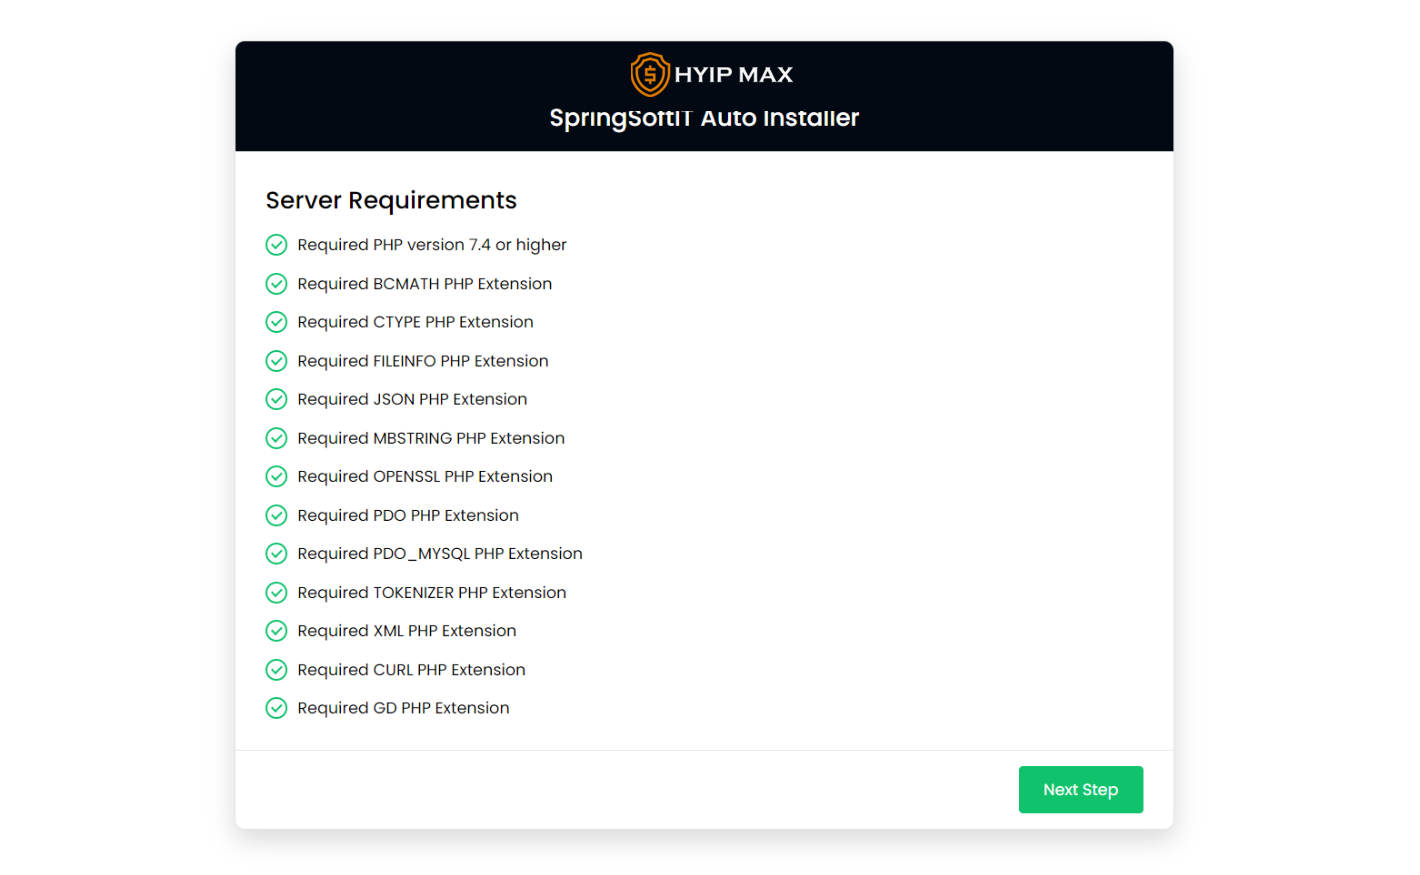 HYIP MAX
SpringSoftIT Auto Installer
Server Requirements
Required PHP version 7.4 or higher
Required BCMATH PHP Extension
Required CTYPE PHP Extension
Required FILEINFO PHP Extension
Required JSON PHP Extension
Required MBSTRING PHP Extension
Required OPENSSL PHP Extension
Required PDO PHP Extension
Required PDO_MYSQL PHP Extension
Required TOKENIZER PHP Extension
Required XML PHP Extension
Required CURL PHP Extension
Required GD PHP Extension
Next Step